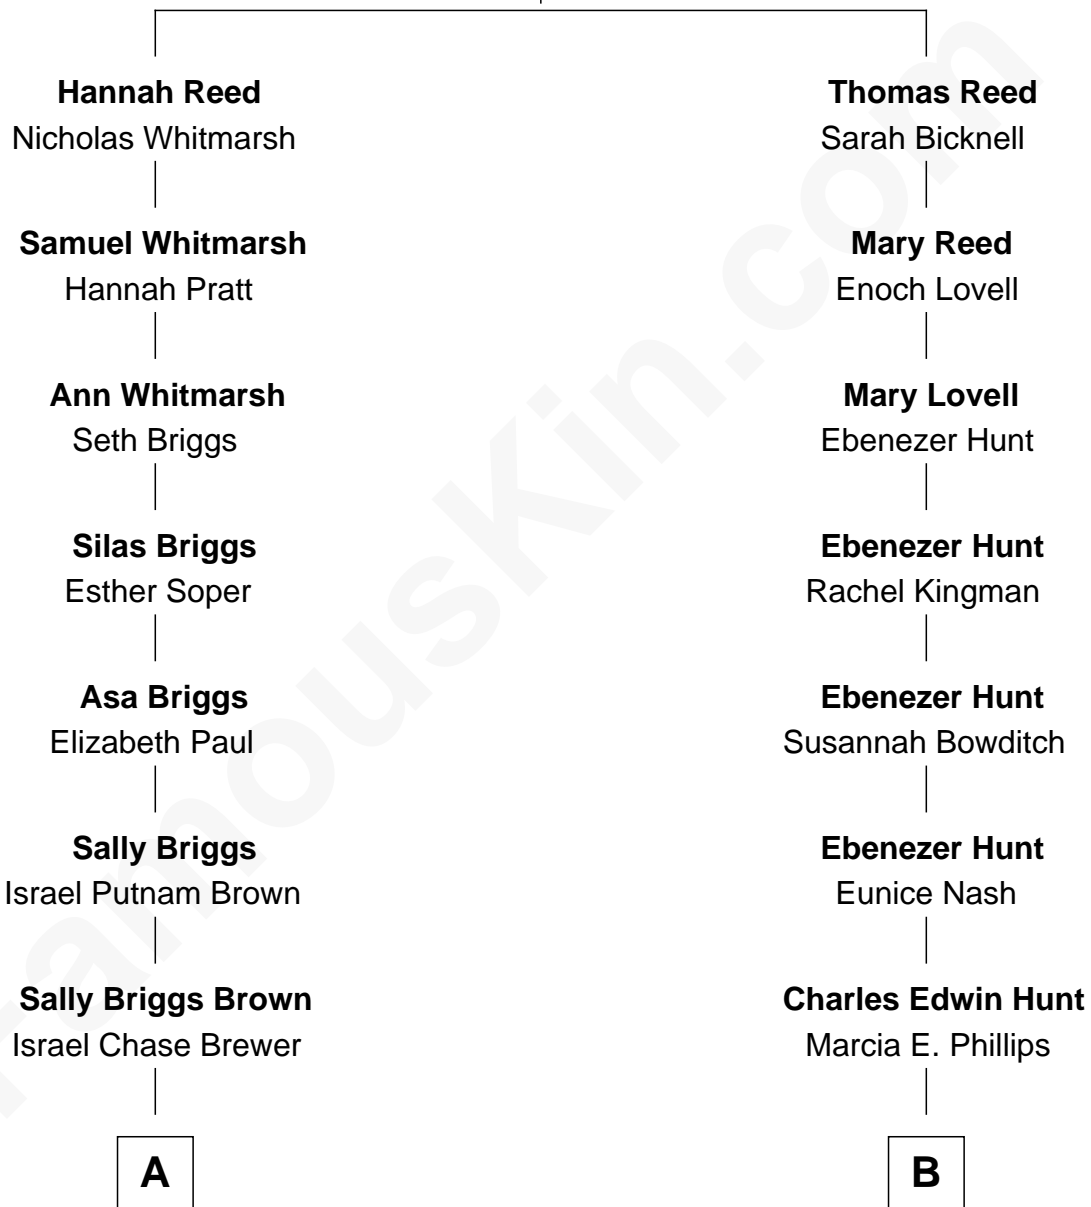 Hannah Reed
Nicholas Whitmarsh
Samuel Whitmarsh
Hannah Pratt
Ann Whitmarsh
Seth Briggs
Silas Briggs
Esther Soper
Asa Briggs
Elizabeth Paul
Sally Briggs
Israel Putnam Brown
Sally Briggs Brown
Israel Chase Brewer
A
Thomas Reed
Sarah Bicknell
Mary Reed
Enoch Lovell
Mary Lovell
Ebenezer Hunt
Ebenezer Hunt
Rachel Kingman
Ebenezer Hunt
Susannah Bowditch
Ebenezer Hunt
Eunice Nash
Charles Edwin Hunt
Marcia E. Phillips
B
FamousKin.com